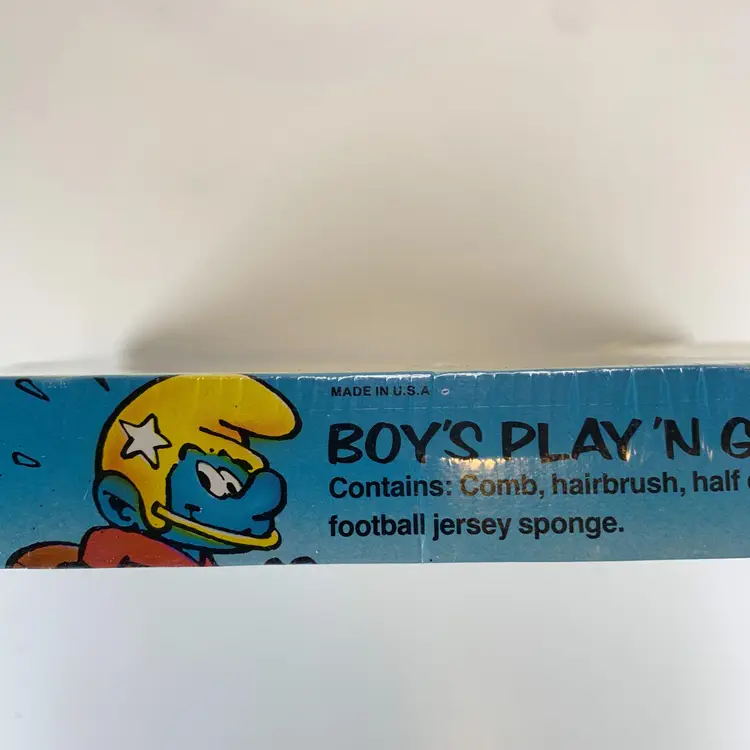 MADE IN U.S.A
BOY'S PLAY 'N G
Contains: Comb, hairbrush, half
football jersey sponge.